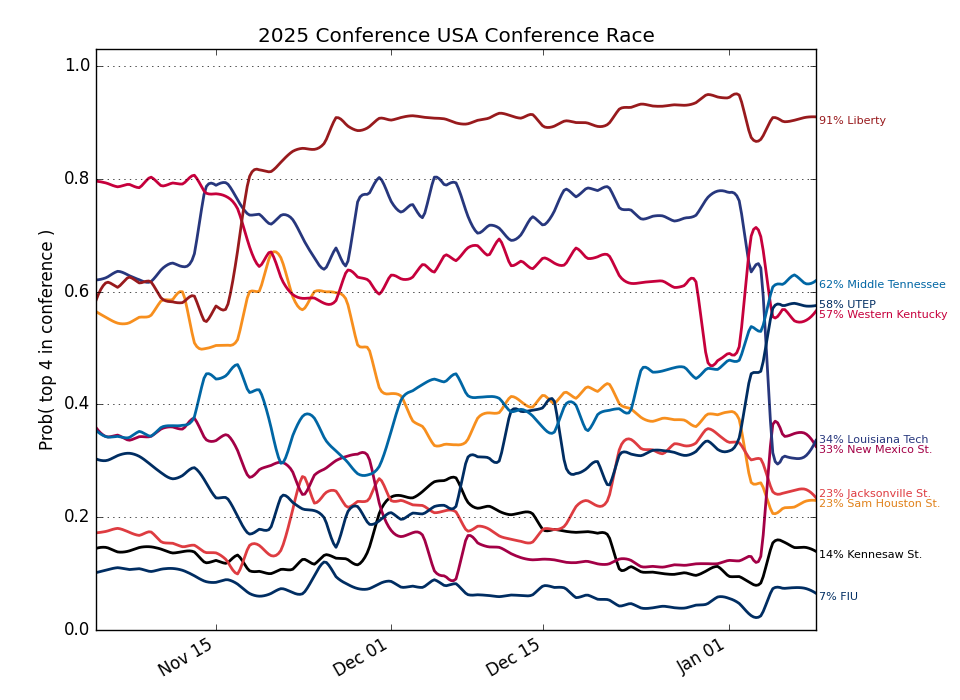 2025 Conference USA Conference Race
Prob( top 4 in conference )
1.0
0.8
0.6
0.4
0.2
0.0
Nov 15
Dec 01
Dec 15
Jan 01
91% Liberty
62% Middle Tennessee
58% UTEP
57% Western Kentucky
34% Louisiana Tech
33% New Mexico St.
23% Jacksonville St.
23% Sam Houston St.
14% Kennesaw St.
7% FIU